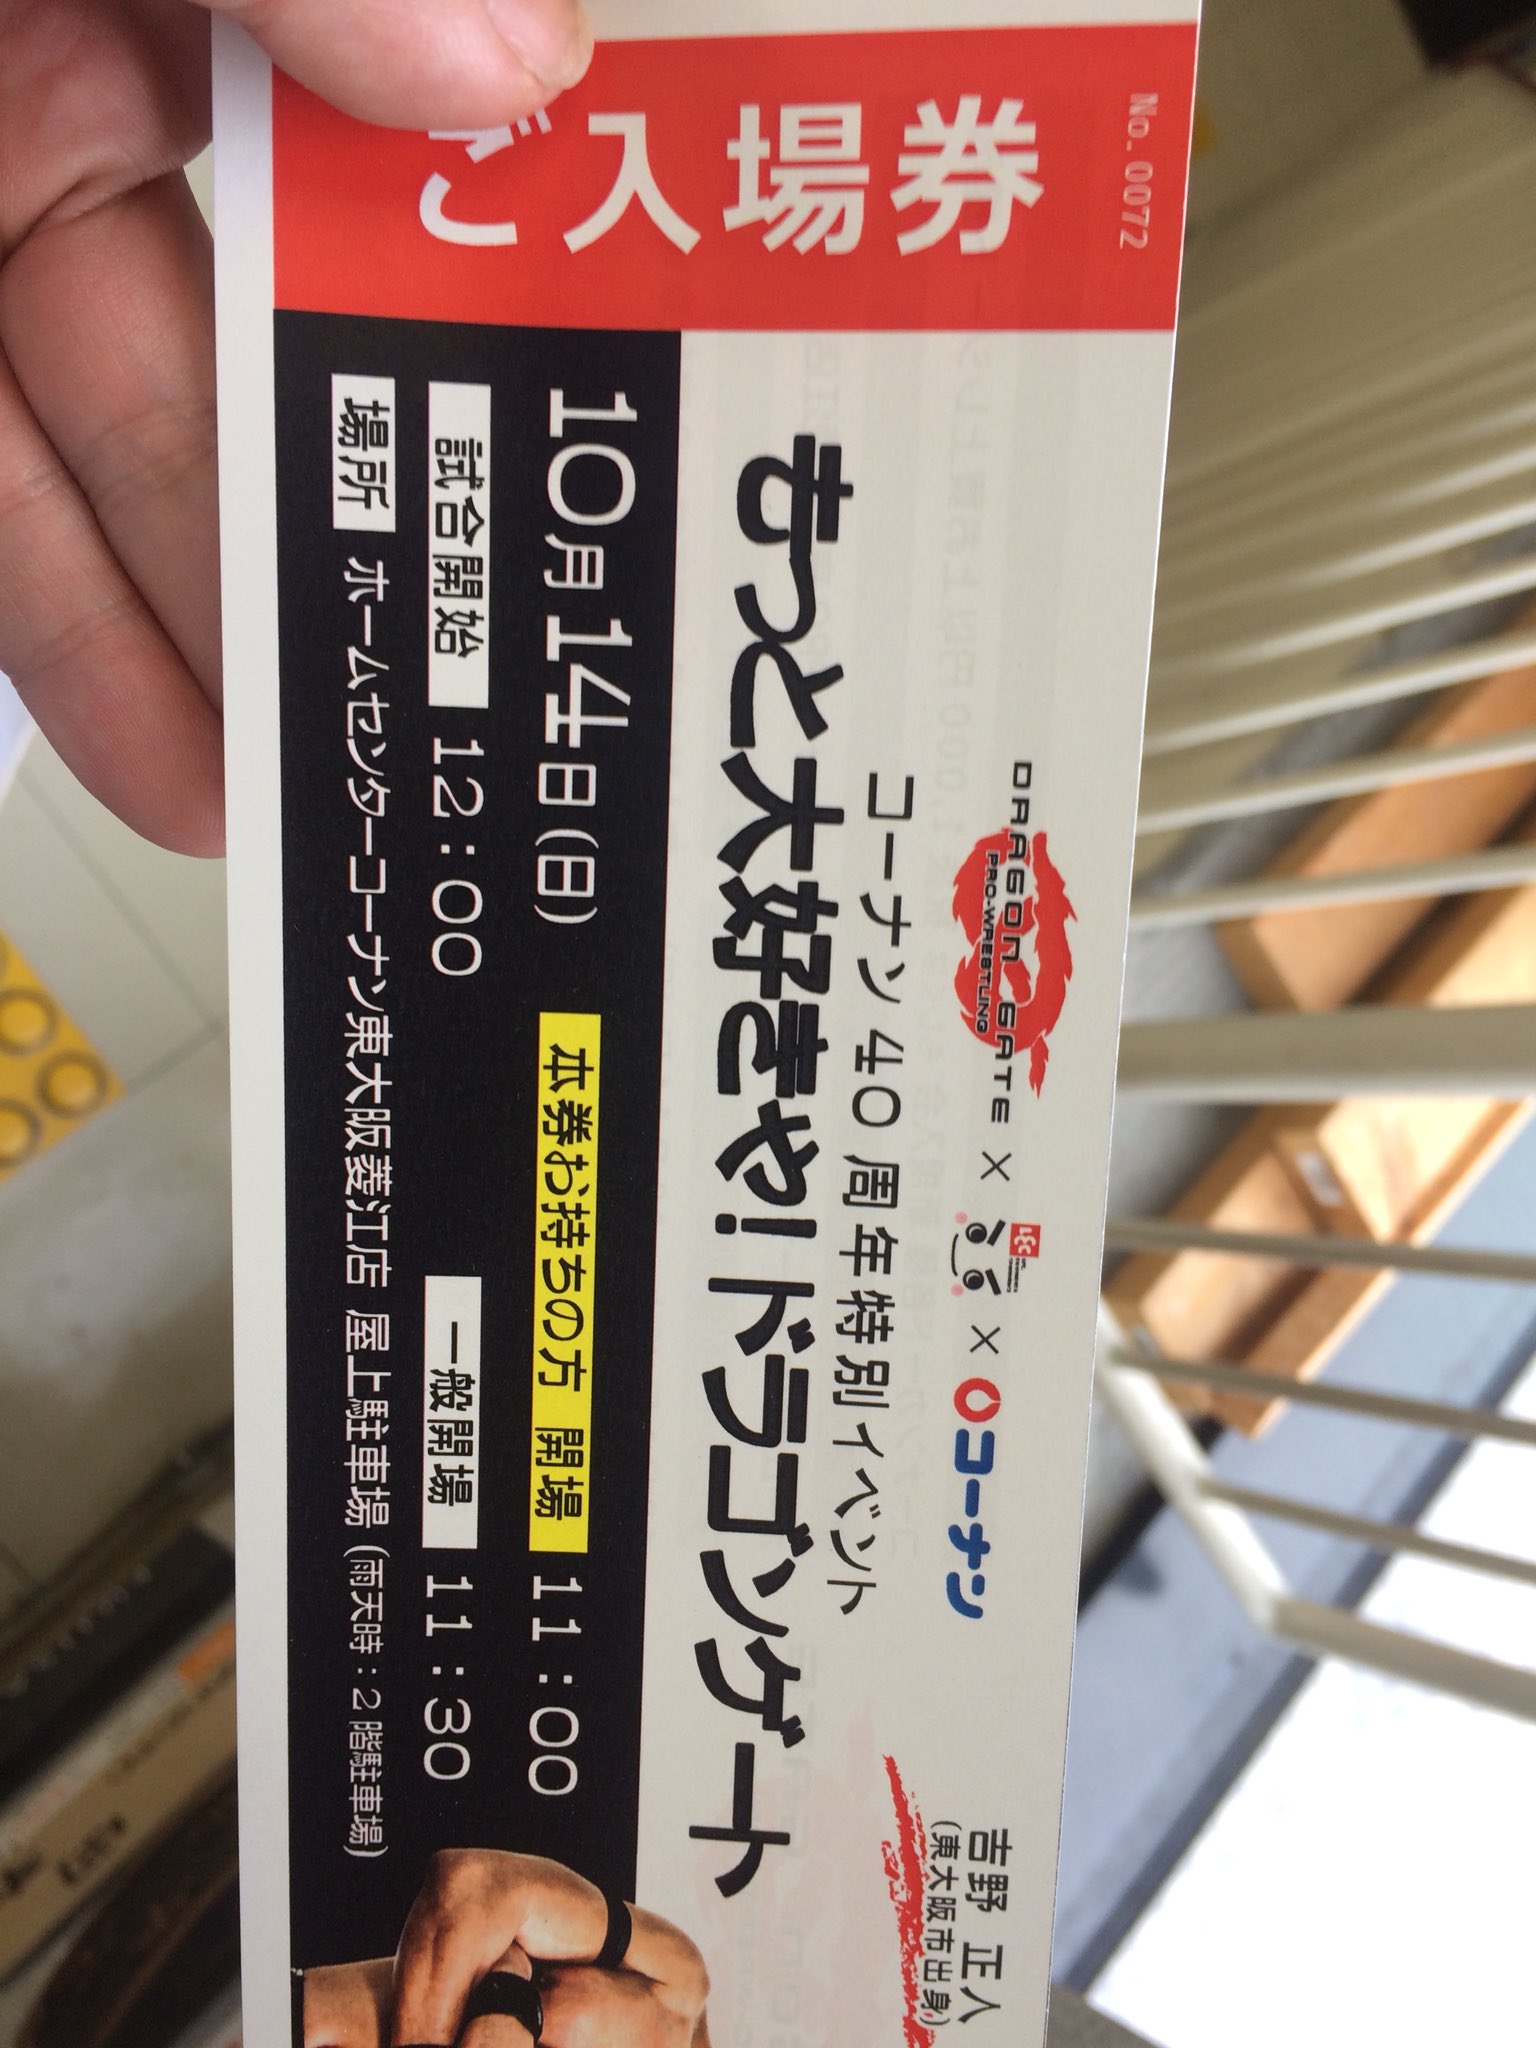 ご入場券
No.0072
DRAGON GATE
PRO-WRESTLING
×
LEC
×
コーナン
コーナン40周年特別イベント
もっと大好きや!ドラゴンゲート
吉野 正人
(東大阪市出身)
10月14日(日)
本券お持ちの方 開場 11:00
試合開始 12:00
一般開場 11:30
場所 ホームセンターコーナン東大阪菱江店 屋上駐車場 (雨天時:2階駐車場)